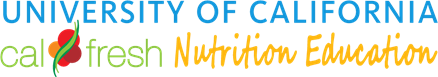 UNIVERSITY OF CALIFORNIA
cal fresh Nutrition Education